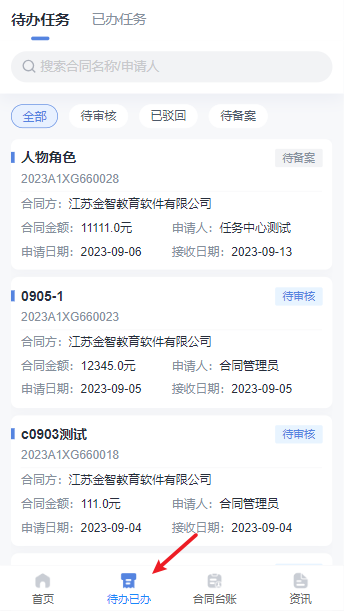 待办任务 已办任务
搜索合同名称/申请人
全部 待审核 已驳回 待备案
人物角色 待备案
2023A1XG660028
合同方：江苏金智教育软件有限公司
合同金额：11111.0元 申请人：任务中心测试
申请日期：2023-09-06 接收日期：2023-09-13
0905-1 待审核
2023A1XG660023
合同方：江苏金智教育软件有限公司
合同金额：12345.0元 申请人：合同管理员
申请日期：2023-09-05 接收日期：2023-09-05
c0903测试 待审核
2023A1XG660018
合同方：江苏金智教育软件有限公司
合同金额：111.0元 申请人：合同管理员
申请日期：2023-09-04 接收日期：2023-09-04
首页 待办已办 合同台账 资讯